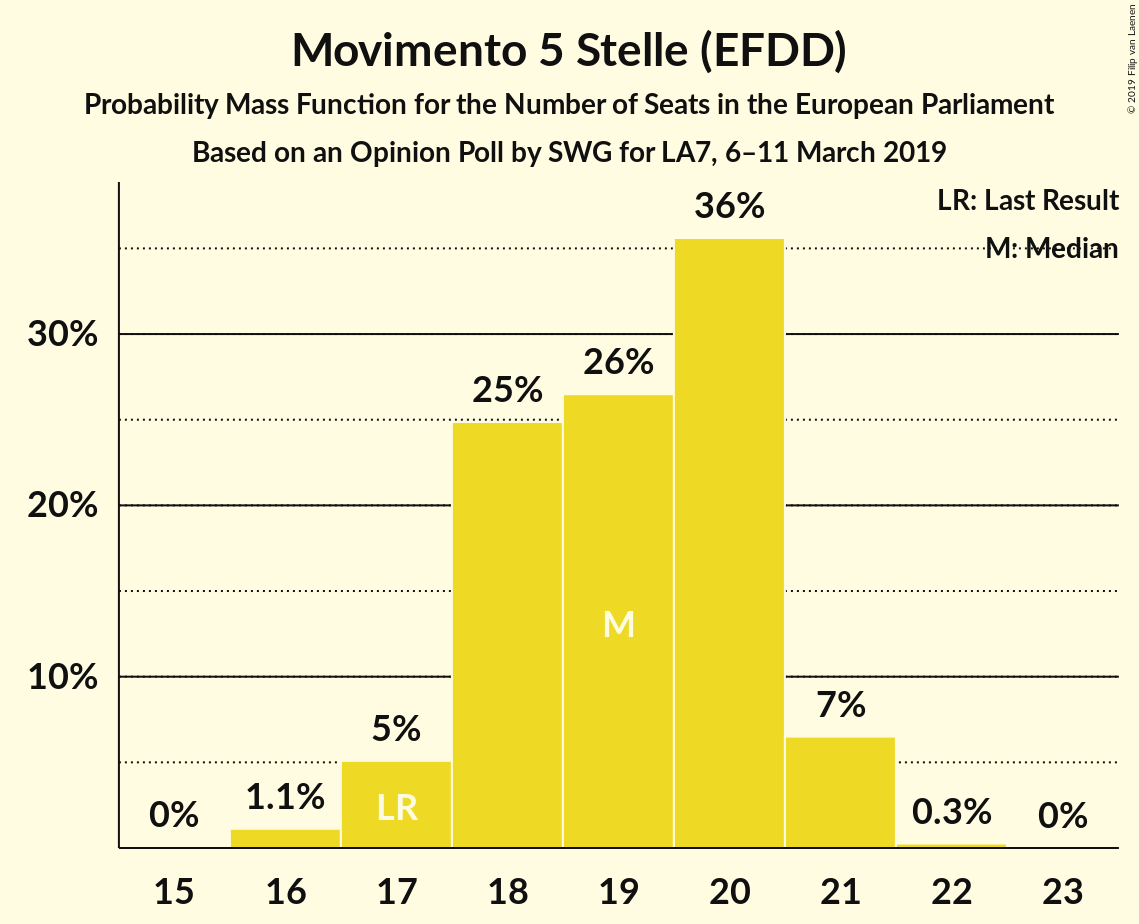 Movimento 5 Stelle (EFDD)
Probability Mass Function for the Number of Seats in the European Parliament
Based on an Opinion Poll by SWG for LA7, 6–11 March 2019
© 2019 Filip van Laenen
LR: Last Result
M: Median
36%
30%
26%
25%
20%
M
10%
7%
5%
1.1%
LR
0%
0.3%
0%
15 16 17 18 19 20 21 22 23